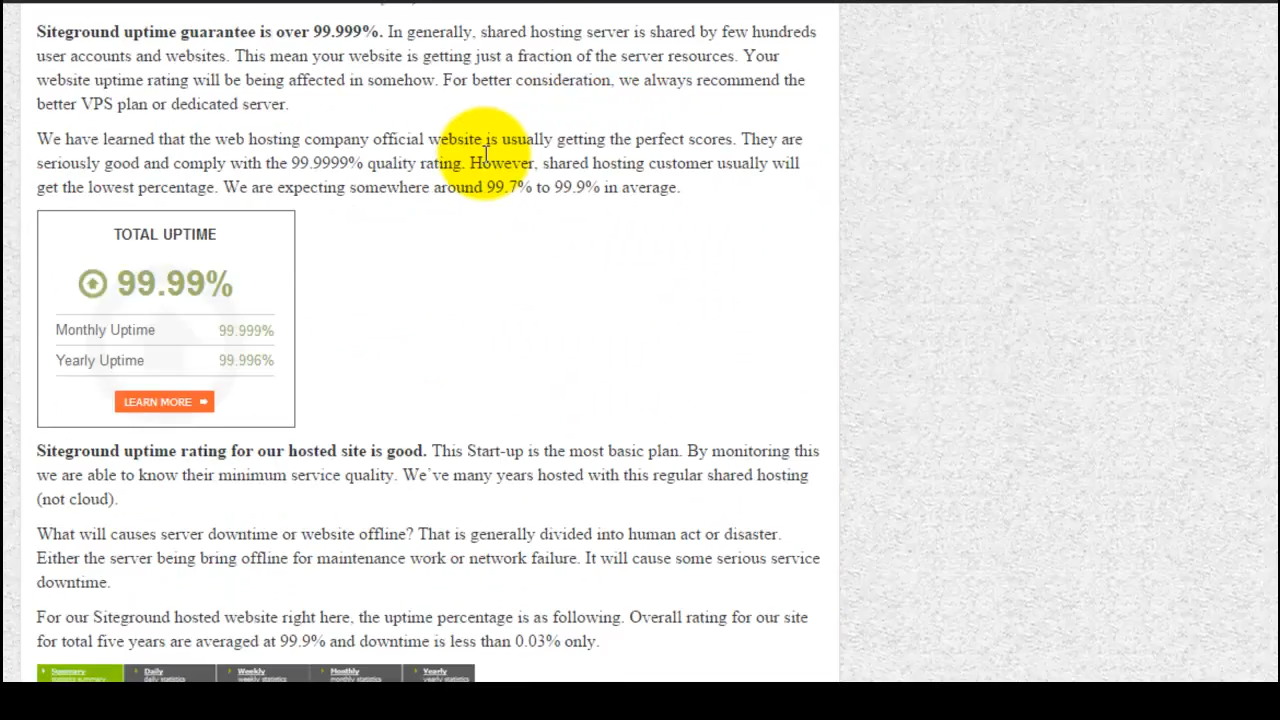 Siteground uptime guarantee is over 99.999%. In generally, shared hosting server is shared by few hundreds
user accounts and websites. This mean your website is getting just a fraction of the server resources. Your
website uptime rating will be being affected in somehow. For better consideration, we always recommend the
better VPS plan or dedicated server.
We have learned that the web hosting company official website is usually getting the perfect scores. They are
seriously good and comply with the 99.9999% quality rating. However, shared hosting customer usually will
get the lowest percentage. We are expecting somewhere around 99.7% to 99.9% in average.
TOTAL UPTIME
99.99%
Monthly Uptime 99.999%
Yearly Uptime 99.996%
LEARN MORE
Siteground uptime rating for our hosted site is good. This Start-up is the most basic plan. By monitoring this
we are able to know their minimum service quality. We've many years hosted with this regular shared hosting
(not cloud).
What will causes server downtime or website offline? That is generally divided into human act or disaster.
Either the server being bring offline for maintenance work or network failure. It will cause some serious service
downtime.
For our Siteground hosted website right here, the uptime percentage is as following. Overall rating for our site
for total five years are averaged at 99.9% and downtime is less than 0.03% only.
Summary Daily Weekly Monthly Yearly
statistics summary daily statistics weekly statistics monthly statistics yearly statistics